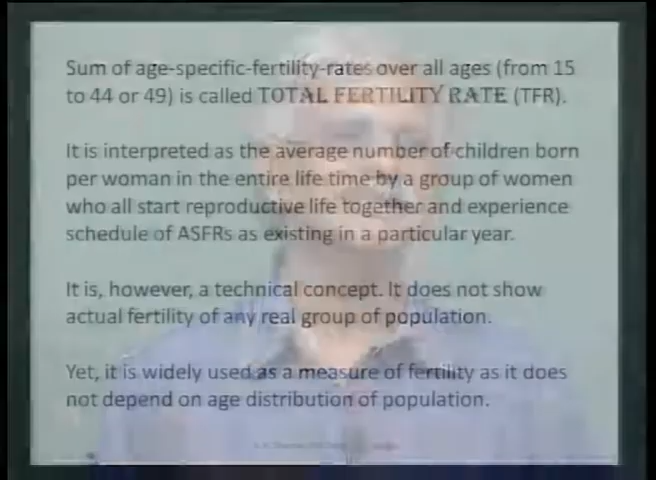 Sum of age-specific-fertility-rates over all ages (from 15
to 44 or 49) is called TOTAL FERTILITY RATE (TFR).
It is interpreted as the average number of children born
per woman in the entire life time by a group of women
who all start reproductive life together and experience
schedule of ASFRs as existing in a particular year.
It is, however, a technical concept. It does not show
actual fertility of any real group of population.
Yet, it is widely used as a measure of fertility as it does
not depend on age distribution of population.